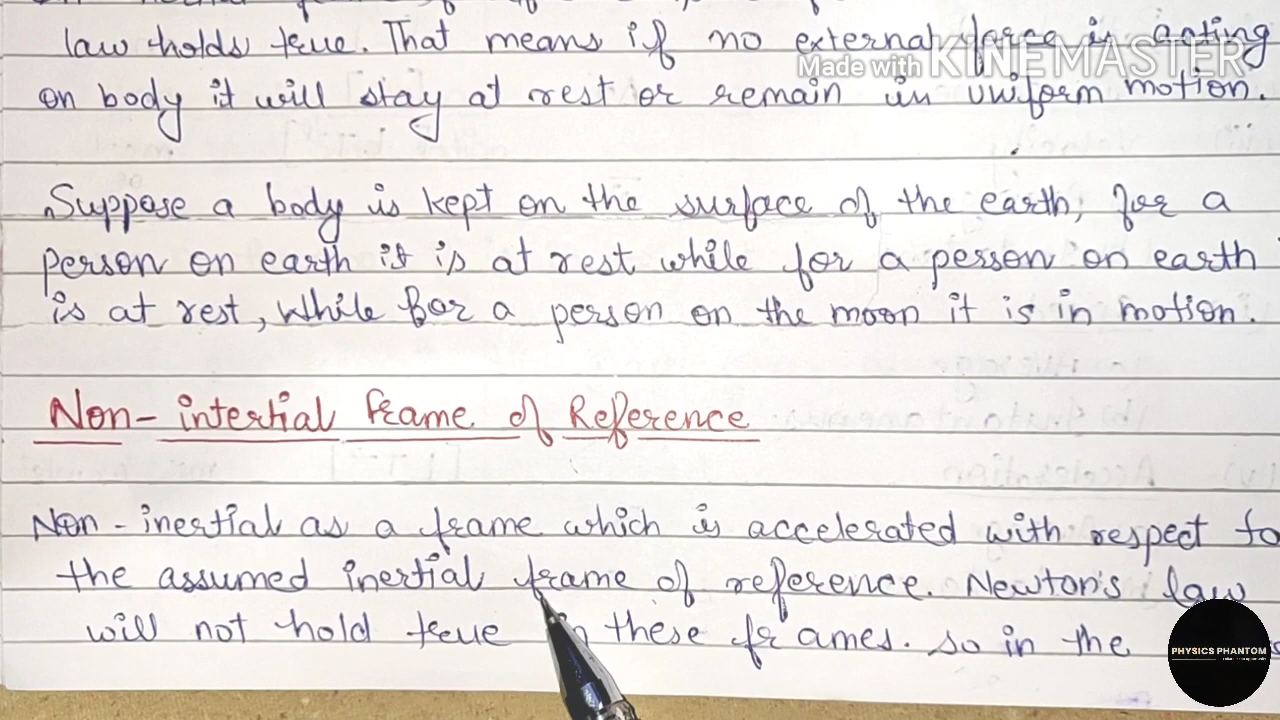 law holds true. That means if no external force is acting
Made with KINEMASTER
on body it will stay at rest or remain in uniform motion.
Suppose a body is kept on the surface of the earth, for a
person on earth it is at rest while for a person on earth
is at rest, while for a person on the moon it is in motion.
Non-intertial frame of Reference
Non-inertial as a frame which is accelerated with respect to
the assumed inertial frame of reference. Newton's law
will not hold true in these frames. So in the
PHYSICS PHANTOM